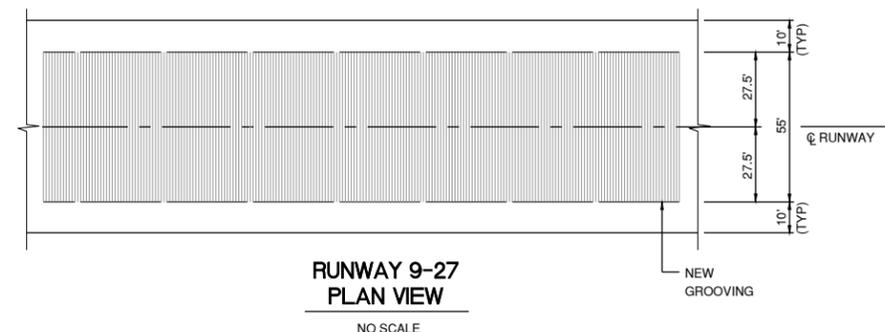 10'
(TYP)
27.5'
55'
℄ RUNWAY
27.5'
10'
(TYP)
RUNWAY 9-27
PLAN VIEW
NO SCALE
NEW
GROOVING